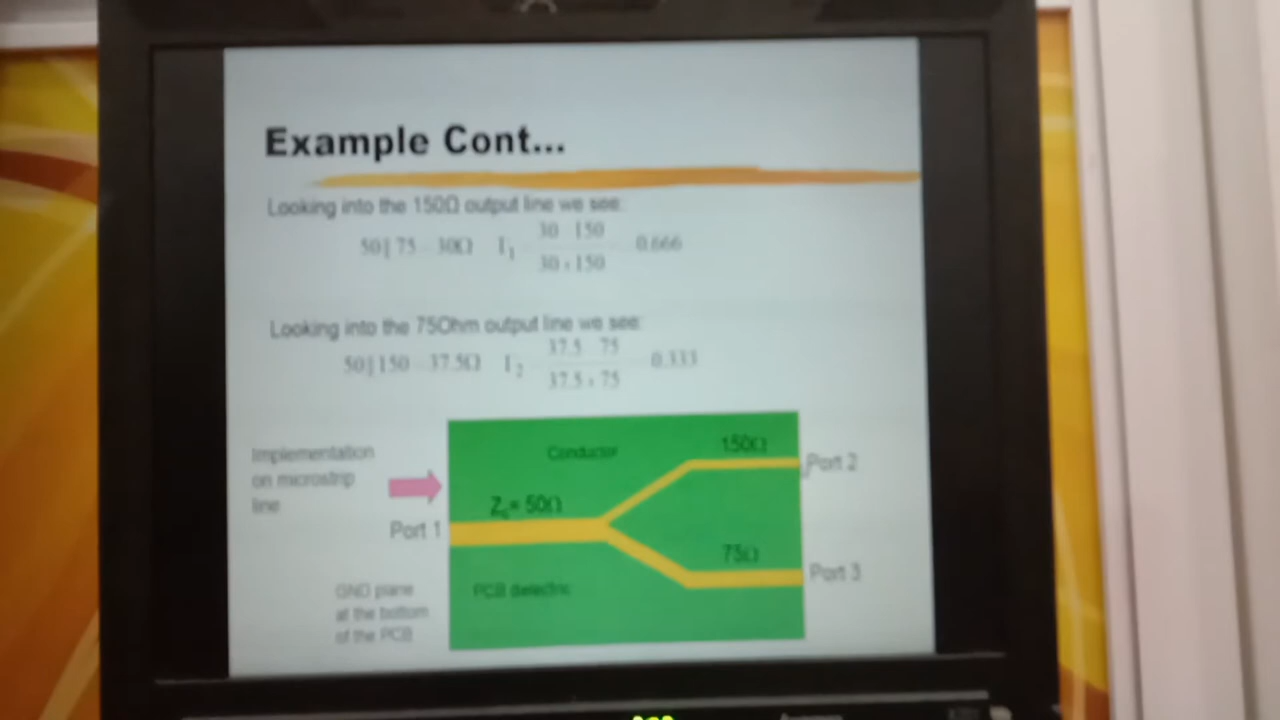 Example Cont...
Looking into the 150Ω output line we see:
50||75 30Ω Γ1 30 150 / 30+150 0.666
Looking into the 75Ohm output line we see:
50||150 37.5Ω Γ2 37.5 75 / 37.5+75 0.333
Conductor
150Ω
Implementation
on microstrip
line
Port 2
Zc= 50Ω
Port 1
75Ω
Port 3
GND plane
at the bottom
of the PCB
PCB dielectric